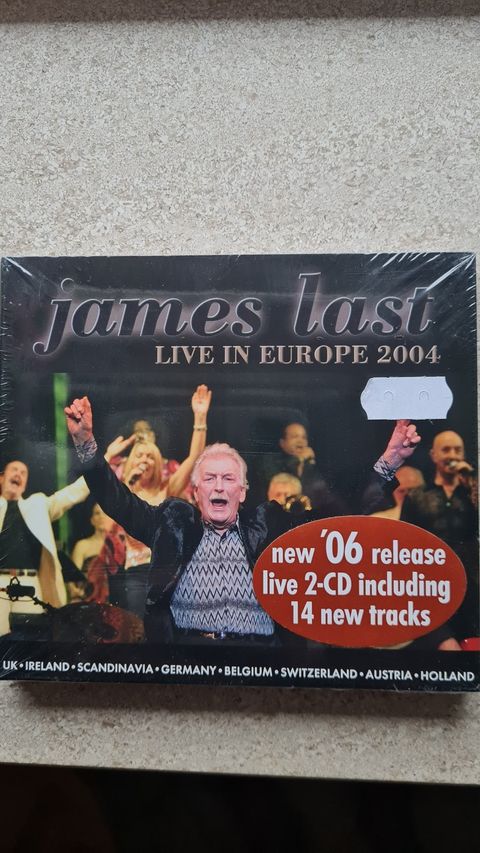 james last
LIVE IN EUROPE 2004
new '06 release
live 2-CD including
14 new tracks
UK • IRELAND • SCANDINAVIA • GERMANY • BELGIUM • SWITZERLAND • AUSTRIA • HOLLAND